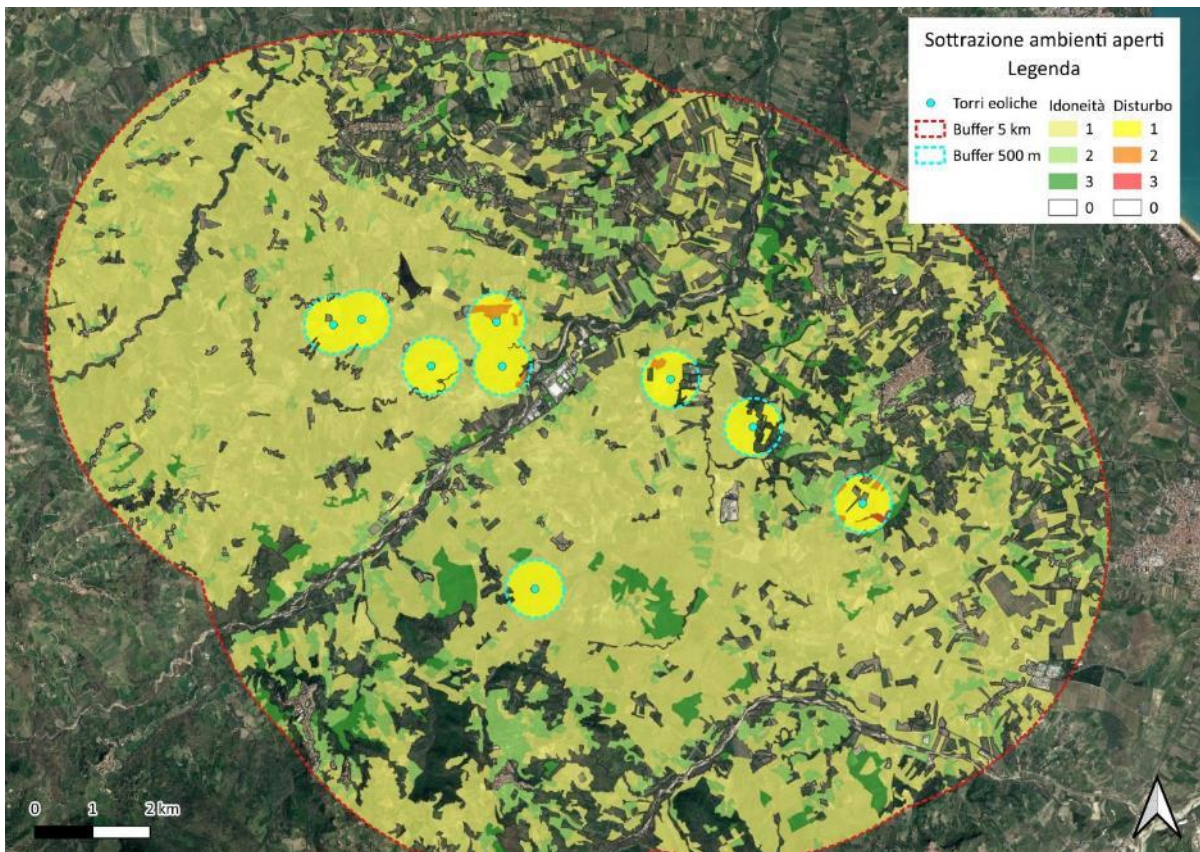 Sottrazione ambienti aperti
Legenda
Torri eoliche
Buffer 5 km
Buffer 500 m
Idoneità Disturbo
1 1
2 2
3 3
0 0
0 1 2 km